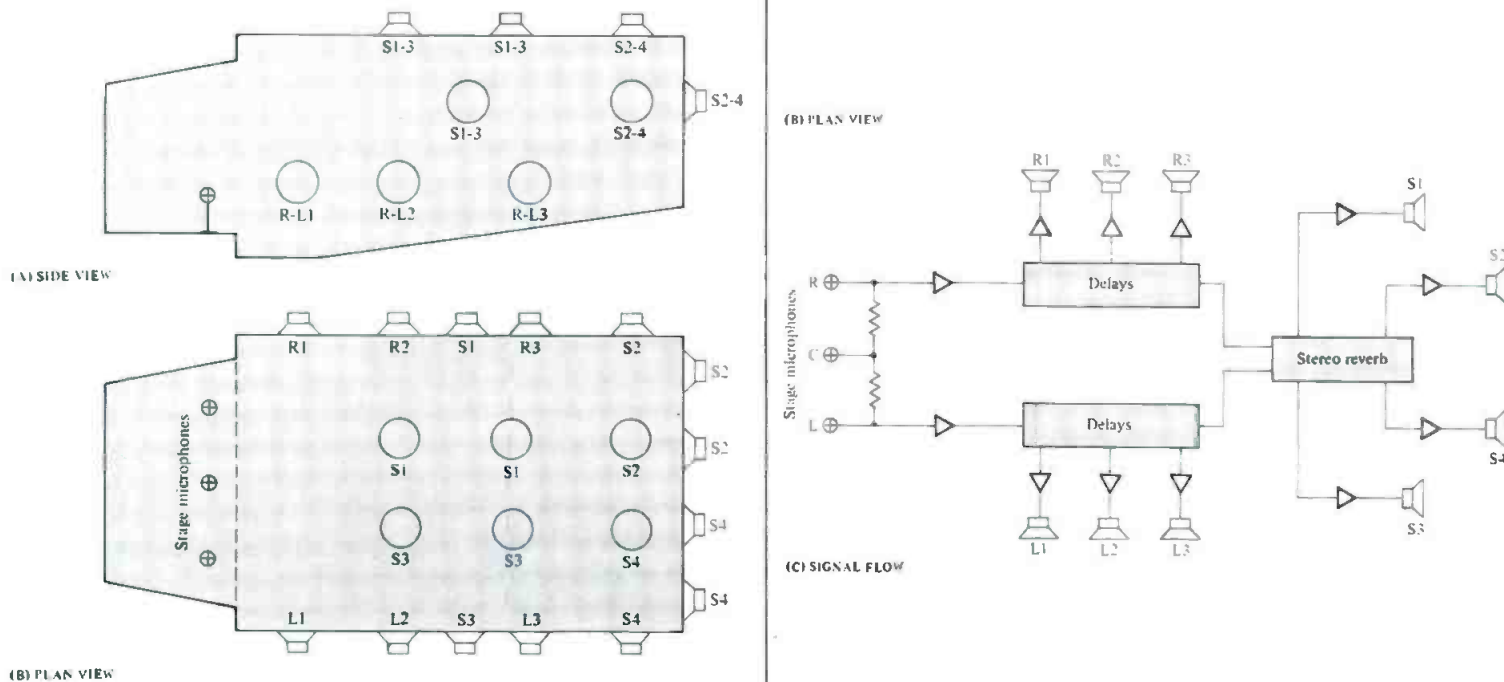 S1-3 S1-3 S2-4
S2-4
S1-3 S2-4
R-L1 R-L2 R-L3
(A) SIDE VIEW
R1 R2 S1 R3 S2
S2
Stage microphones
S1 S1 S2
S2
S3 S3 S4
S4
S4
L1 L2 S3 L3 S4
(B) PLAN VIEW
(B) PLAN VIEW
R1 R2 R3
S1
S2
R
Delays
Stage microphones
C
Stereo reverb
L
Delays
S4
S3
L1 L2 L3
(C) SIGNAL FLOW